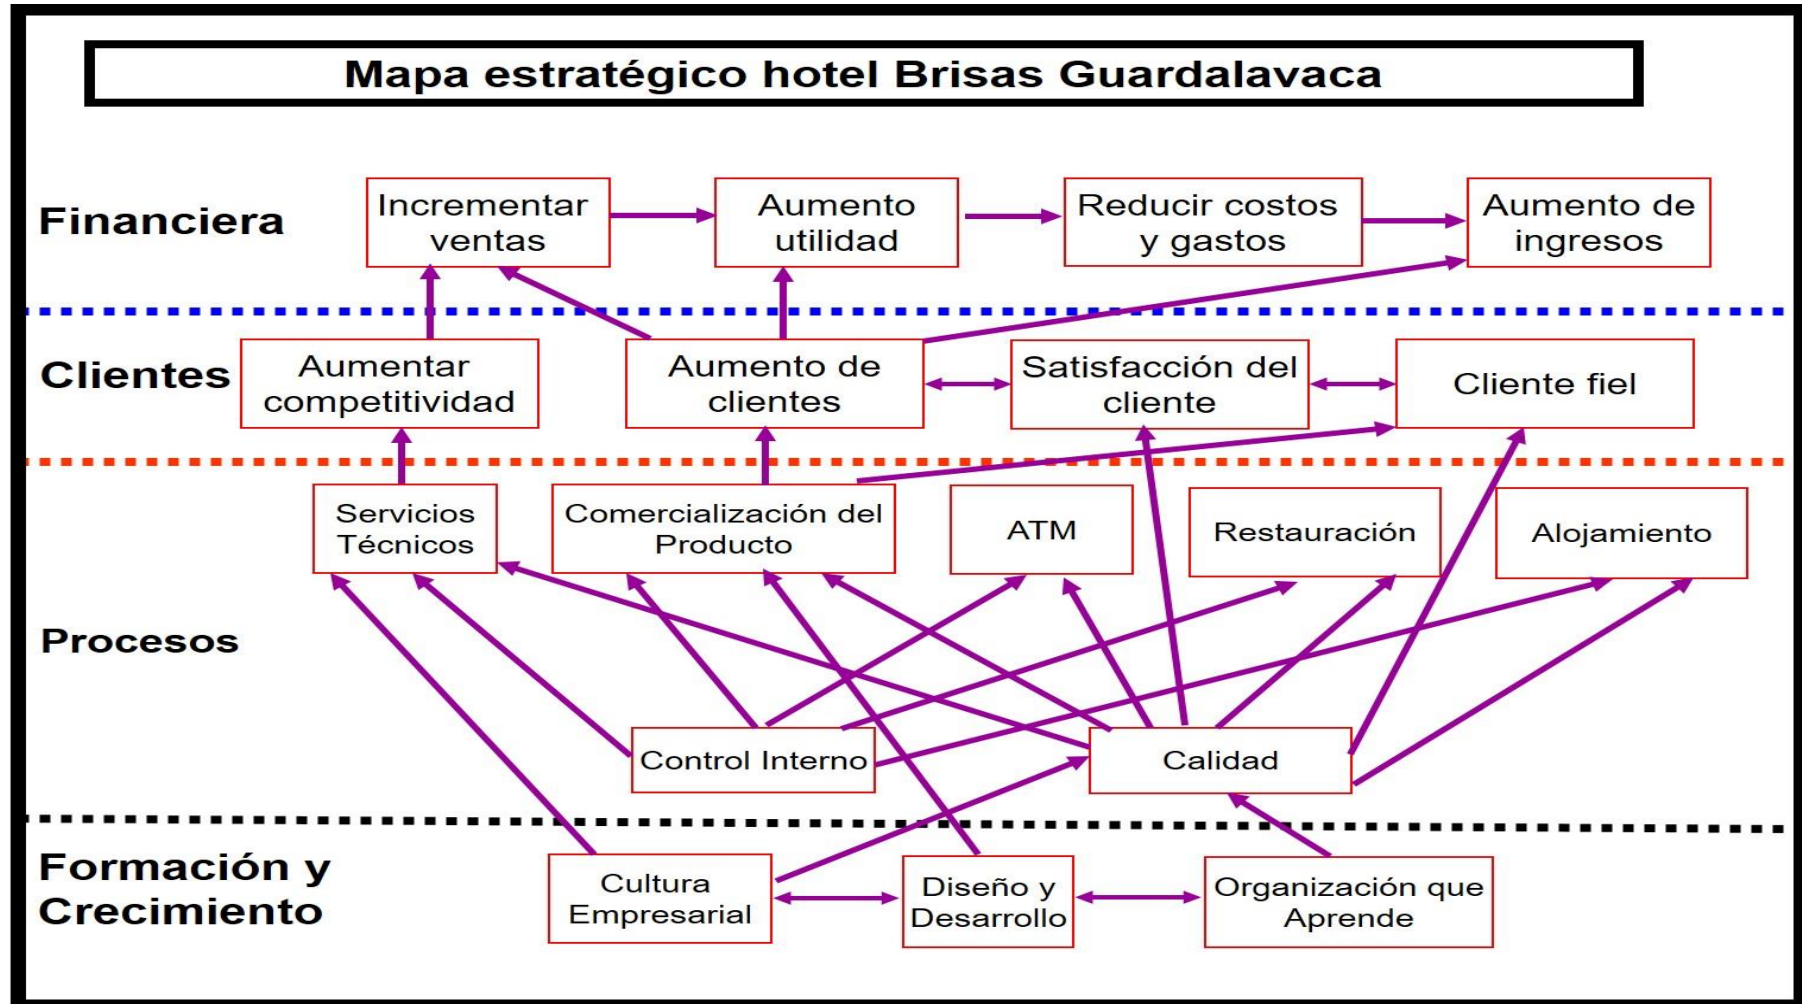 Mapa estratégico hotel Brisas Guardalavaca
Financiera
Incrementar
ventas
Aumento
utilidad
Reducir costos
y gastos
Aumento de
ingresos
Clientes
Aumentar
competitividad
Aumento de
clientes
Satisfacción del
cliente
Cliente fiel
Procesos
Servicios
Técnicos
Comercialización del
Producto
ATM
Restauración
Alojamiento
Control Interno
Calidad
Formación y
Crecimiento
Cultura
Empresarial
Diseño y
Desarrollo
Organización que
Aprende